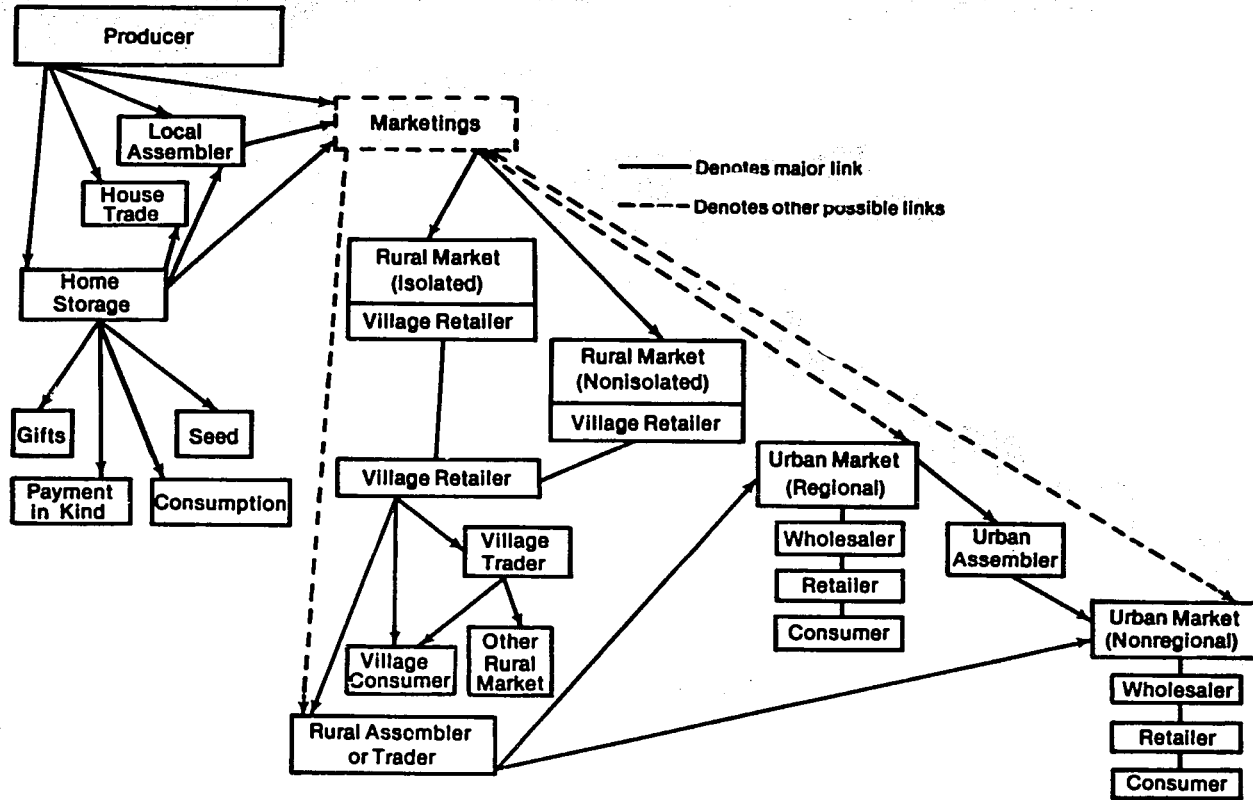 Producer
Marketings
Local
Assembler
House
Trade
Home
Storage
Gifts
Seed
Payment
in Kind
Consumption
Denotes major link
Denotes other possible links
Rural Market
(Isolated)
Village Retailer
Rural Market
(Nonisolated)
Village Retailer
Village Retailer
Village
Trader
Village
Consumer
Other
Rural
Market
Rural Assembler
or Trader
Urban Market
(Regional)
Wholesaler
Retailer
Consumer
Urban
Assembler
Urban Market
(Nonregional)
Wholesaler
Retailer
Consumer